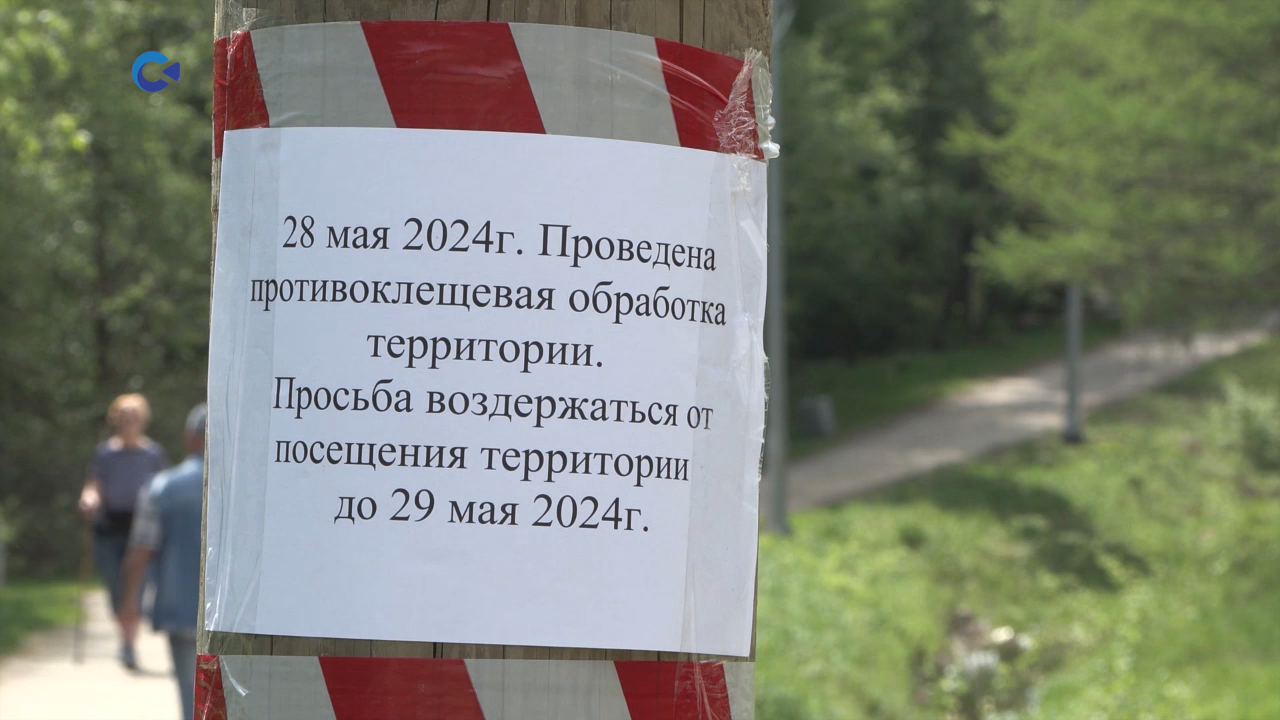 28 мая 2024г. Проведена
противоклещевая обработка
территории.
Просьба воздержаться от
посещения территории
до 29 мая 2024г.